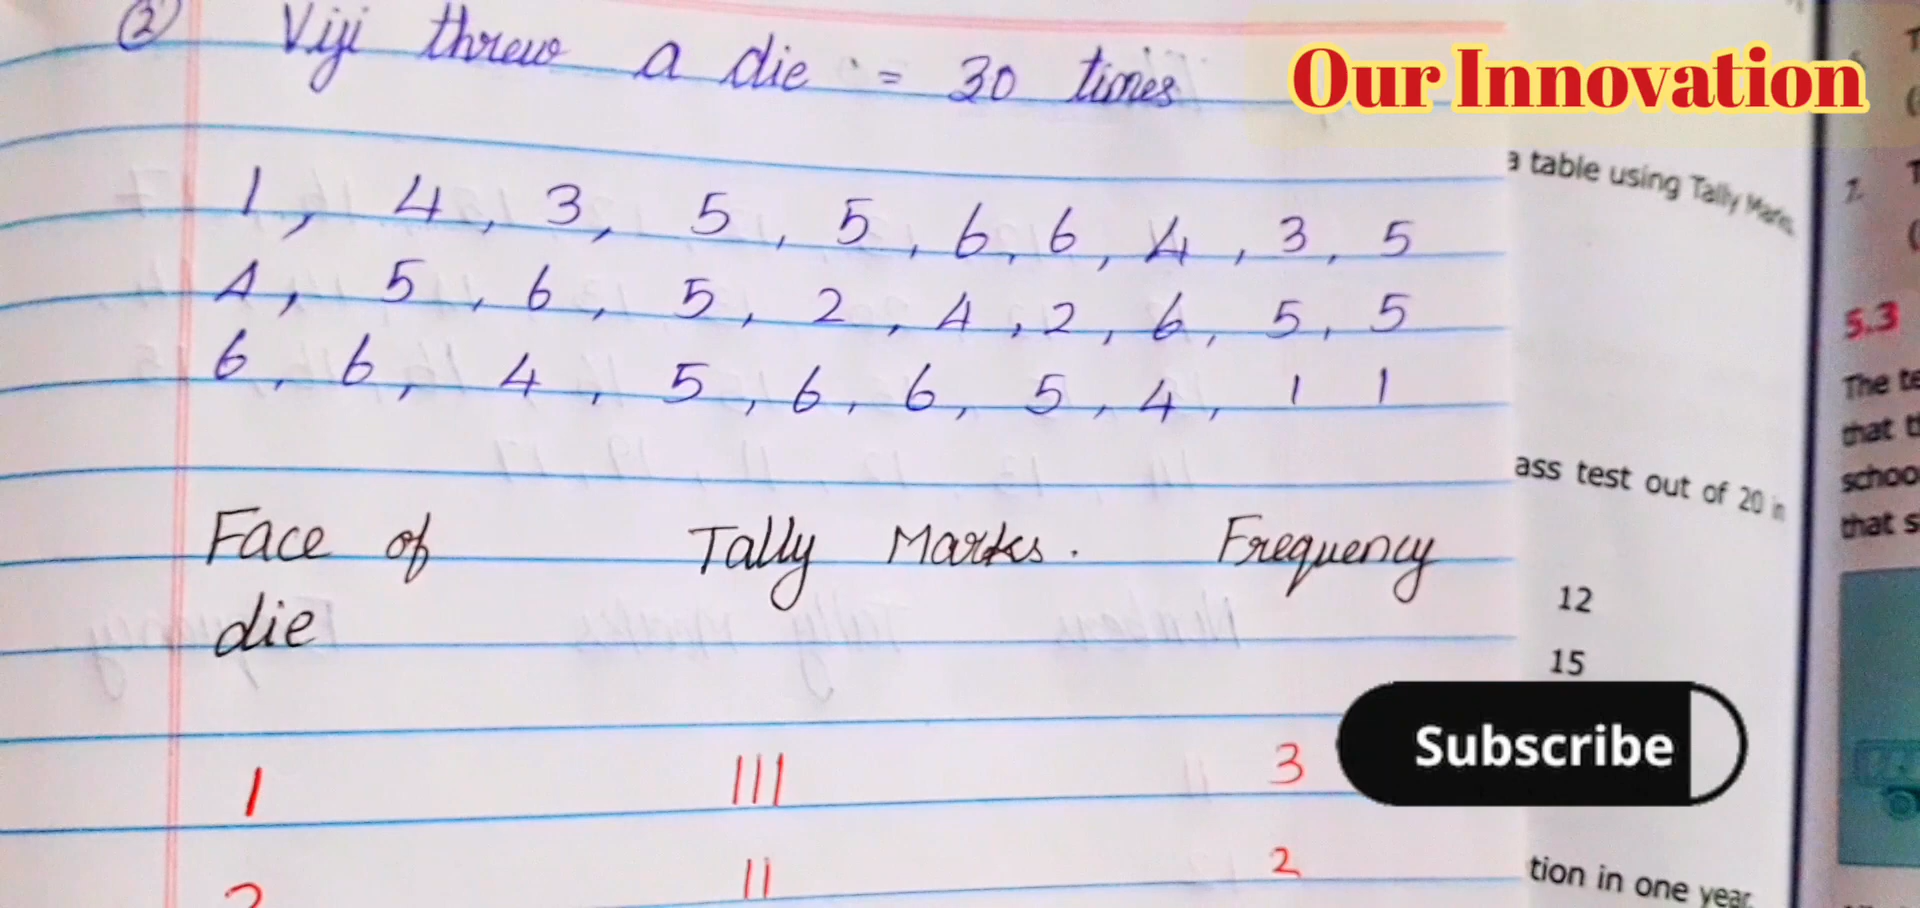 ② Viji threw a die = 30 times
Our Innovation
1, 4, 3, 5, 5, 6, 6, 4, 3, 5
4, 5, 6, 5, 2, 4, 2, 6, 5, 5
6, 6, 4, 5, 6, 6, 5, 4, 1 1
Face of Tally Marks. Frequency
die
1 ||| 3
2 || 2
a table using Tally Marks
ass test out of 20 in
12
15
Subscribe
tion in one year.
5.3
The te
that t
schoo
that s